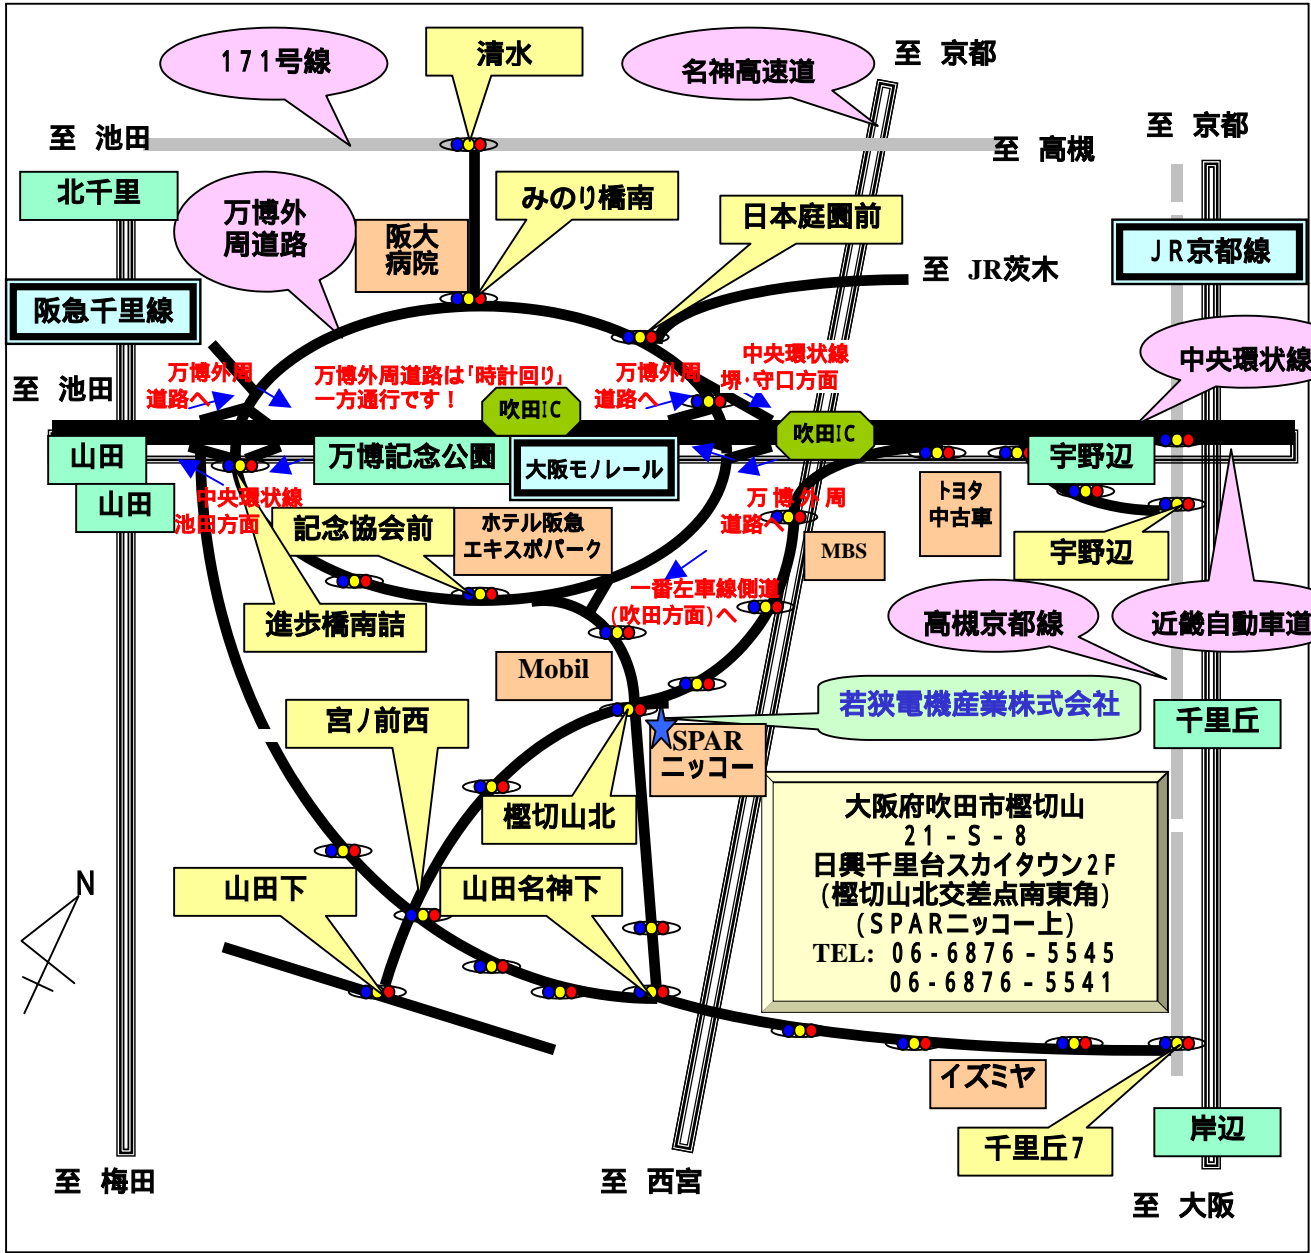 171号線
清水
名神高速道
至 京都
至 池田
至 高槻
至 京都
北千里
万博外
周道路
阪大
病院
みのり橋南
日本庭園前
至 JR茨木
JR京都線
阪急千里線
至 池田
万博外周
道路へ
万博外周道路は「時計回り」
一方通行です！
万博外周
道路へ
中央環状線
堺・守口方面
中央環状線
吹田IC
吹田IC
山田
万博記念公園
大阪モノレール
宇野辺
山田
中央環状線
池田方面
記念協会前
ホテル阪急
エキスポパーク
万博外周
道路へ
MBS
トヨタ
中古車
宇野辺
進歩橋南詰
一番左車線側道
(吹田方面)へ
高槻京都線
近畿自動車道
Mobil
宮ノ前西
若狭電機産業株式会社
千里丘
SPAR
ニッコー
樫切山北
大阪府吹田市樫切山
21-S-8
日興千里台スカイタウン2F
(樫切山北交差点南東角)
(SPARニッコー上)
TEL: 06-6876-5545
06-6876-5541
山田下
山田名神下
N
イズミヤ
千里丘7
岸辺
至 梅田
至 西宮
至 大阪